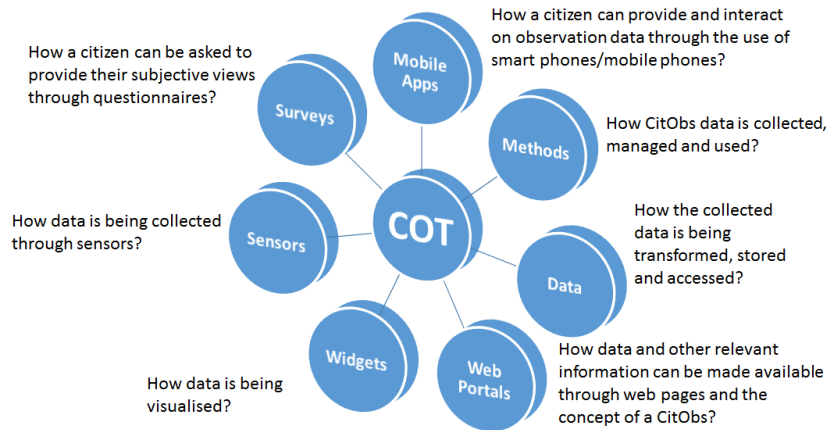 How a citizen can provide and interact
on observation data through the use of
smart phones/mobile phones?
Mobile
Apps
How a citizen can be asked to
provide their subjective views
through questionnaires?
Surveys
How CitObs data is collected,
managed and used?
Methods
COT
How data is being collected
through sensors?
Sensors
How the collected
data is being
transformed, stored
and accessed?
Data
Widgets
How data is being
visualised?
Web
Portals
How data and other relevant
information can be made available
through web pages and the
concept of a CitObs?